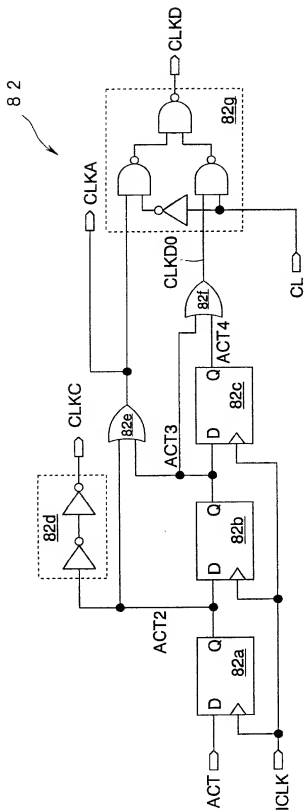 82
CLKC
CLKA
CLKD
82d
82g
82e
82f
CLKD0
CL
ACT2
ACT3
ACT4
D
Q
82a
D
Q
82b
D
Q
82c
ACT
ICLK